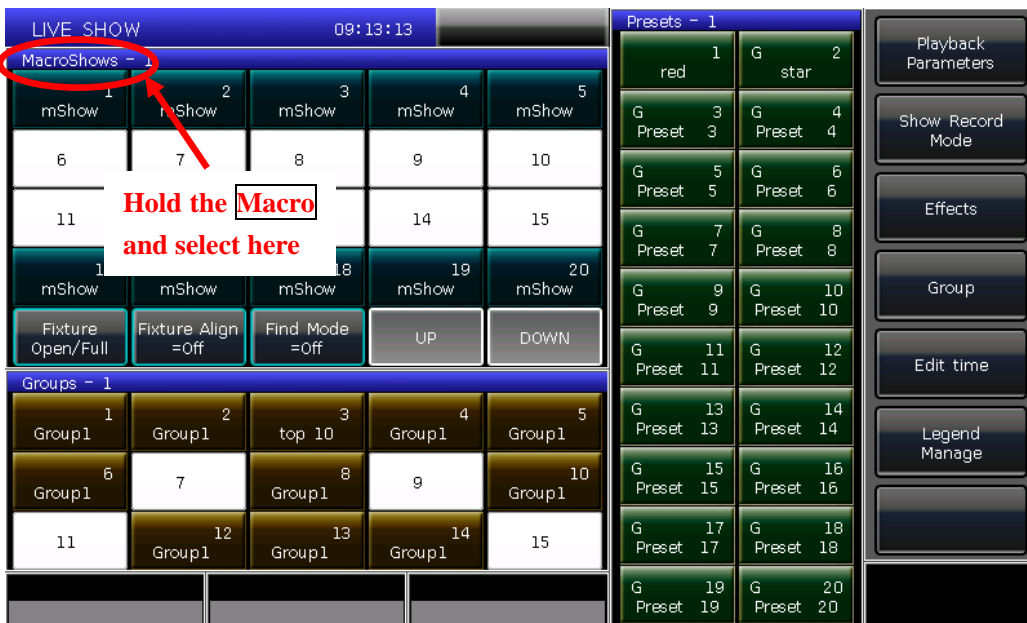 LIVE SHOW 09:13:13
MacroShows - 1
1 mShow
2 mShow
3 mShow
4 mShow
5 mShow
6
7
8
9
10
11
Hold the Macro
and select here
14
15
1
mShow
mShow
18 mShow
19 mShow
20 mShow
Fixture Open/Full
Fixture Align =Off
Find Mode =Off
UP
DOWN
Groups - 1
1 Group1
2 Group1
3 top 10
4 Group1
5 Group1
6 Group1
7
8 Group1
9
10 Group1
11
12 Group1
13 Group1
14 Group1
15
Presets - 1
1 red
G 2 star
G 3 Preset 3
G 4 Preset 4
G 5 Preset 5
G 6 Preset 6
G 7 Preset 7
G 8 Preset 8
G 9 Preset 9
G 10 Preset 10
G 11 Preset 11
G 12 Preset 12
G 13 Preset 13
G 14 Preset 14
G 15 Preset 15
G 16 Preset 16
G 17 Preset 17
G 18 Preset 18
G 19 Preset 19
G 20 Preset 20
Playback Parameters
Show Record Mode
Effects
Group
Edit time
Legend Manage